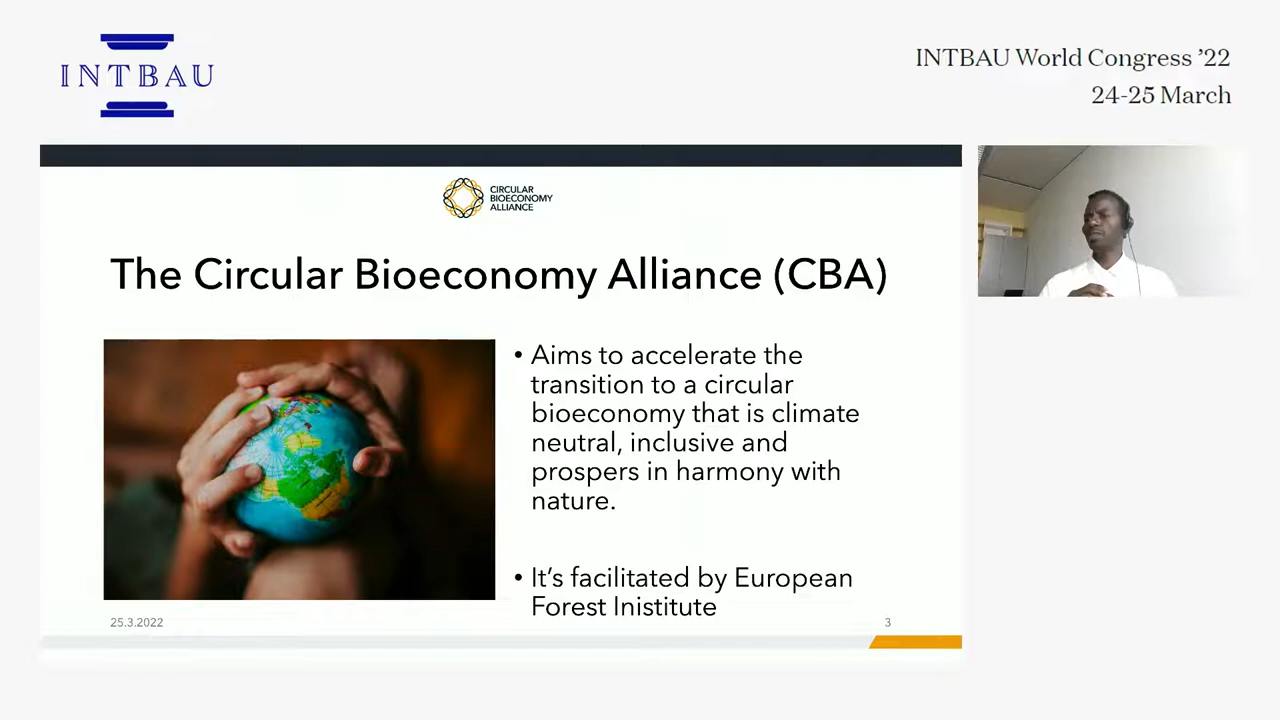 INTBAU
INTBAU World Congress ’22
24-25 March
CIRCULAR
BIOECONOMY
ALLIANCE
The Circular Bioeconomy Alliance (CBA)
• Aims to accelerate the
transition to a circular
bioeconomy that is climate
neutral, inclusive and
prospers in harmony with
nature.
• It’s facilitated by European
Forest Inistitute
25.3.2022
3